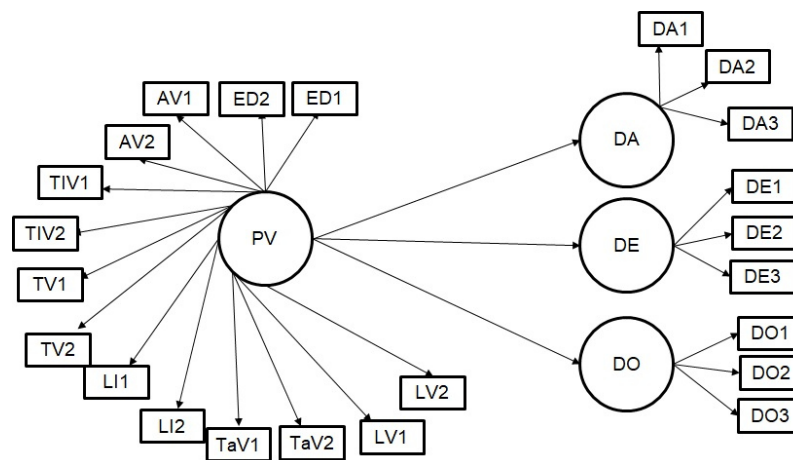 DA1
DA2
DA3
AV1
ED2
ED1
AV2
TIV1
TIV2
TV1
TV2
LI1
LI2
TaV1
TaV2
LV1
LV2
PV
DA
DE
DO
DE1
DE2
DE3
DO1
DO2
DO3